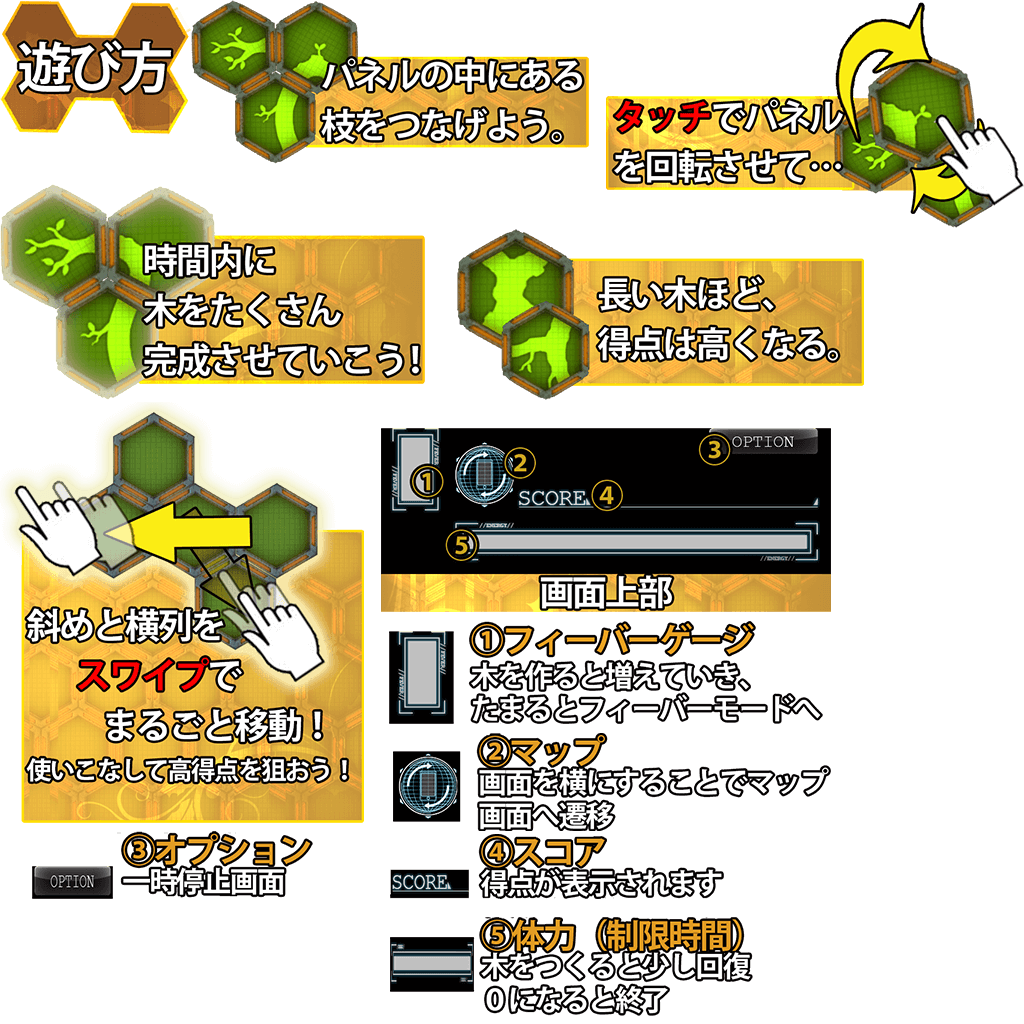 遊び方
パネルの中にある
枝をつなげよう。
タッチでパネル
を回転させて…
時間内に
木をたくさん
完成させていこう！
長い木ほど、
得点は高くなる。
斜めと横列を
スワイプで
まるごと移動！
使いこなして高得点を狙おう！
③オプション
OPTION
一時停止画面
①
②
③
OPTION
SCORE
④
//ENERGY//
⑤
//ENERGY//
画面上部
①フィーバーゲージ
木を作ると増えていき、
たまるとフィーバーモードへ
②マップ
画面を横にすることでマップ
画面へ遷移
④スコア
SCORE
得点が表示されます
⑤体力（制限時間）
木をつくると少し回復
０になると終了